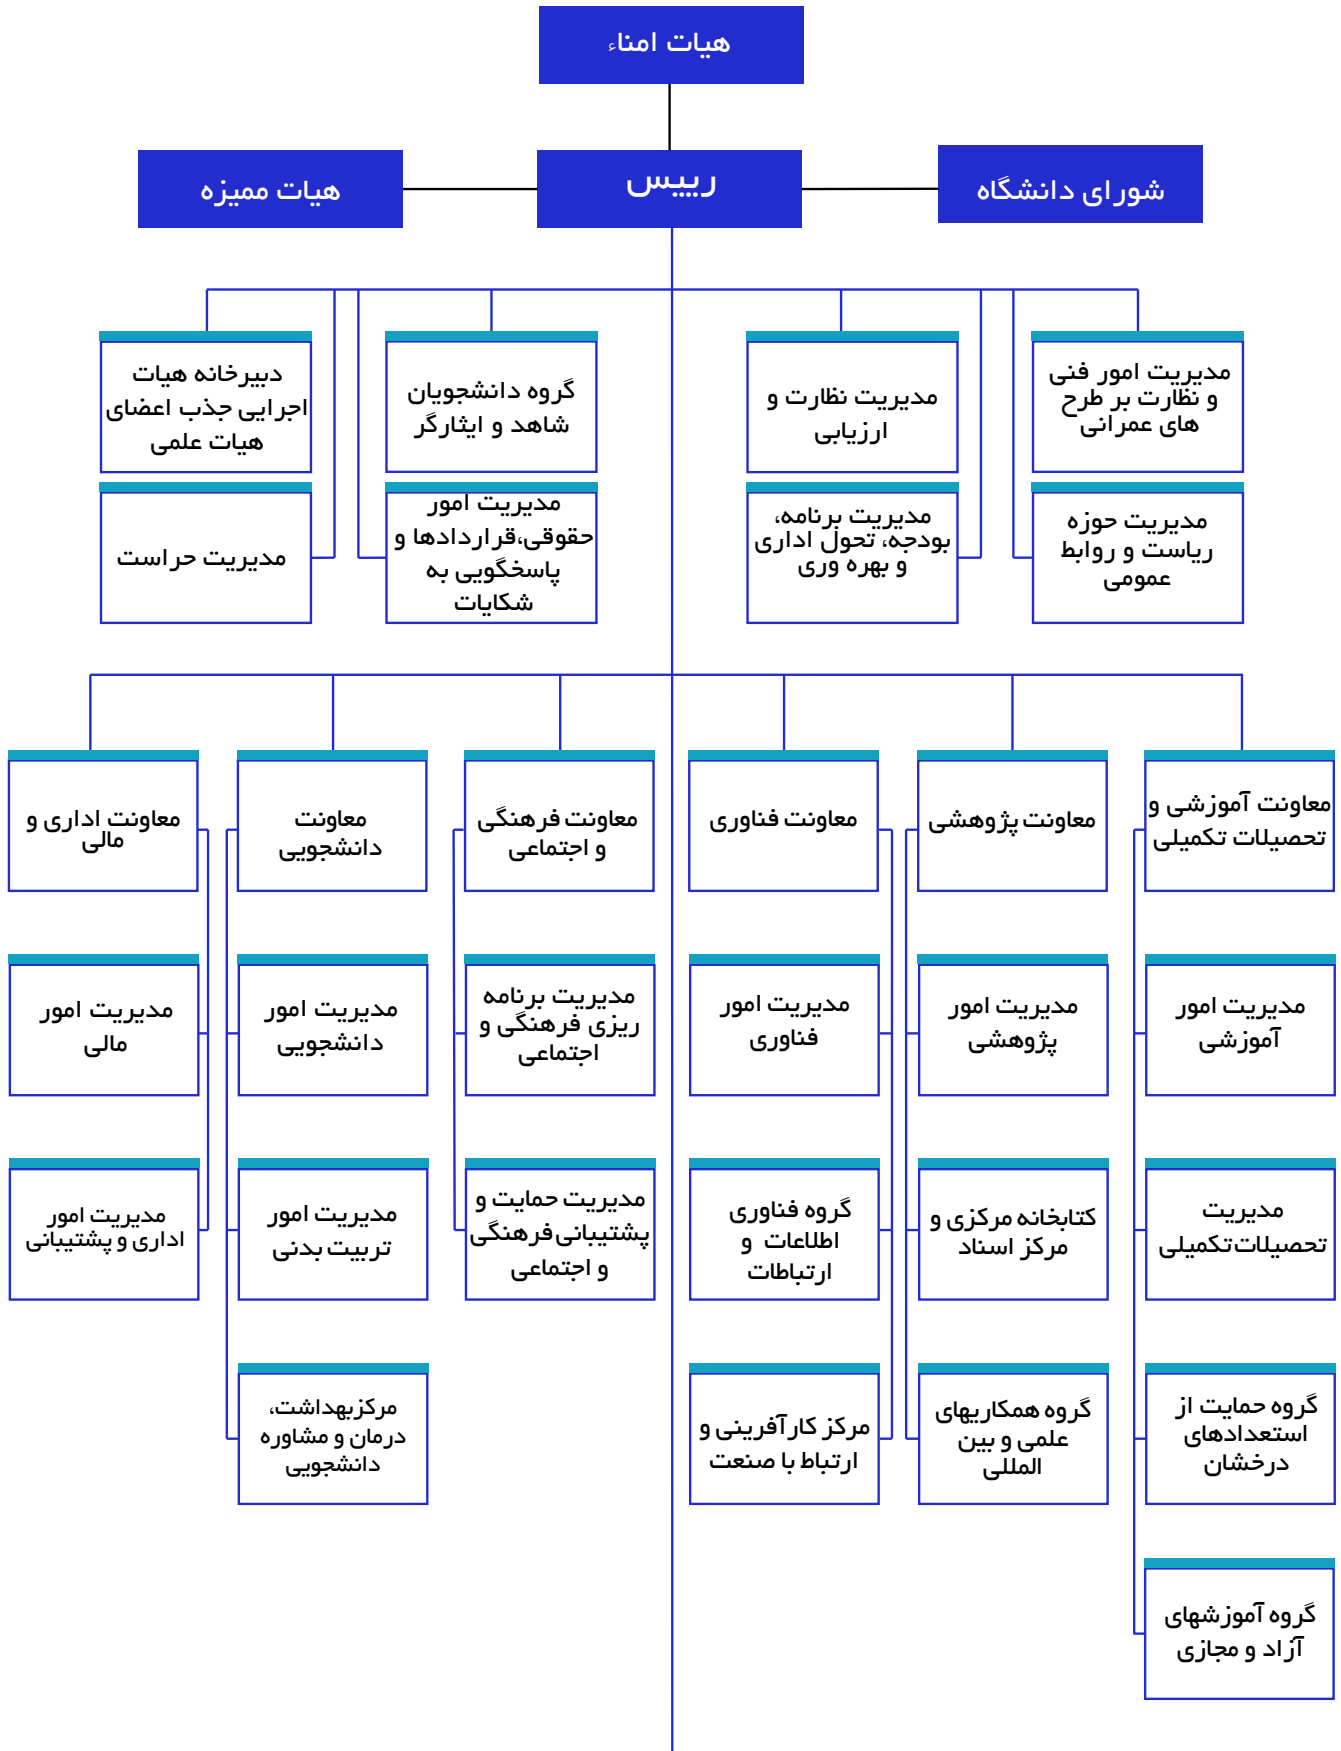 هیات امناء
شورای دانشگاه
رییس
هیات ممیزه
مدیریت امور فنی
و نظارت بر طرح
های عمرانی
مدیریت نظارت و
ارزیابی
گروه دانشجویان
شاهد و ایثارگر
دبیرخانه هیات
اجرایی جذب اعضای
هیات علمی
مدیریت حوزه
ریاست و روابط
عمومی
مدیریت برنامه،
بودجه، تحول اداری
و بهره وری
مدیریت امور
حقوقی،قراردادها و
پاسخگویی به
شکایات
مدیریت حراست
معاونت آموزشی و
تحصیلات تکمیلی
معاونت پژوهشی
معاونت فناوری
معاونت فرهنگی
و اجتماعی
معاونت
دانشجویی
معاونت اداری و
مالی
مدیریت امور
آموزشی
مدیریت امور
پژوهشی
مدیریت امور
فناوری
مدیریت برنامه
ریزی فرهنگی و
اجتماعی
مدیریت امور
دانشجویی
مدیریت امور
مالی
مدیریت
تحصیلات تکمیلی
کتابخانه مرکزی و
مرکز اسناد
گروه فناوری
اطلاعات و
ارتباطات
مدیریت حمایت و
پشتیبانی فرهنگی
و اجتماعی
مدیریت امور
تربیت بدنی
مدیریت امور
اداری و پشتیبانی
گروه حمایت از
استعدادهای
درخشان
گروه همکاریهای
علمی و بین
المللی
مرکز کارآفرینی و
ارتباط با صنعت
مرکزبهداشت،
درمان و مشاوره
دانشجویی
گروه آموزشهای
آزاد و مجازی